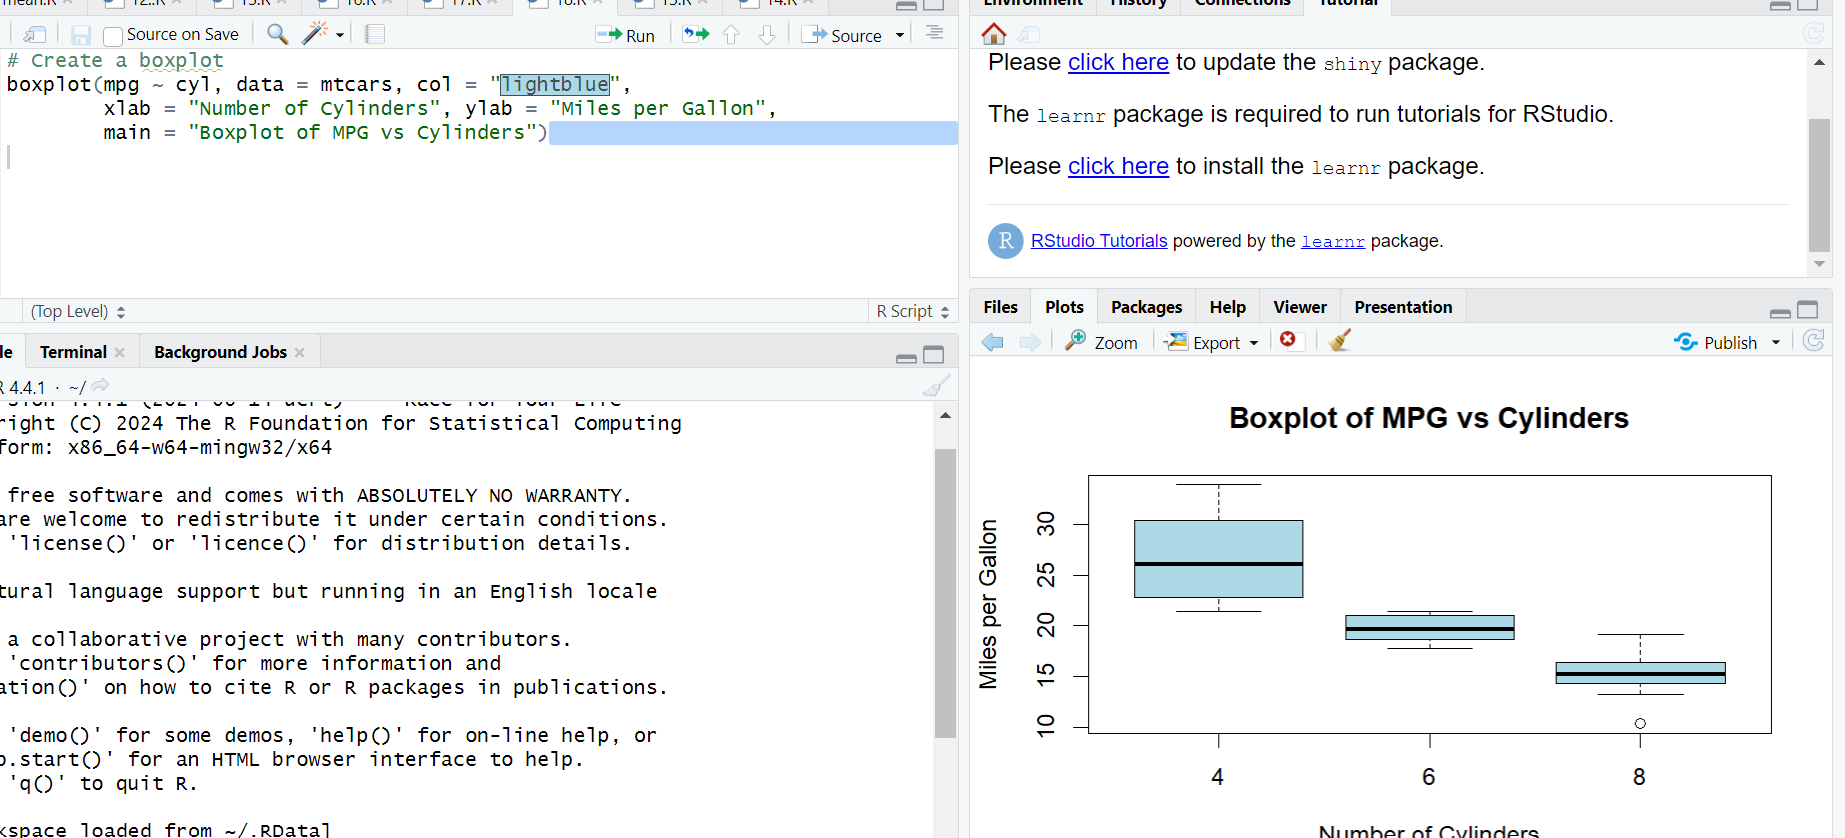 Source on Save
Run
Source
# Create a boxplot
boxplot(mpg ~ cyl, data = mtcars, col = "lightblue",
xlab = "Number of Cylinders", ylab = "Miles per Gallon",
main = "Boxplot of MPG vs Cylinders")
(Top Level)
R Script
Terminal
Background Jobs
R 4.4.1 · ~/
right (C) 2024 The R Foundation for Statistical Computing
form: x86_64-w64-mingw32/x64
free software and comes with ABSOLUTELY NO WARRANTY.
are welcome to redistribute it under certain conditions.
'license()' or 'licence()' for distribution details.
tural language support but running in an English locale
a collaborative project with many contributors.
'contributors()' for more information and
ation()' on how to cite R or R packages in publications.
'demo()' for some demos, 'help()' for on-line help, or
p.start()' for an HTML browser interface to help.
'q()' to quit R.
kspace loaded from ~/.RData]
Environment History Connections Tutorial
Please click here to update the shiny package.
The learnr package is required to run tutorials for RStudio.
Please click here to install the learnr package.
R RStudio Tutorials powered by the learnr package.
Files Plots Packages Help Viewer Presentation
Zoom Export Publish
Boxplot of MPG vs Cylinders
Miles per Gallon
30
25
20
15
10
4 6 8
Number of Cylinders